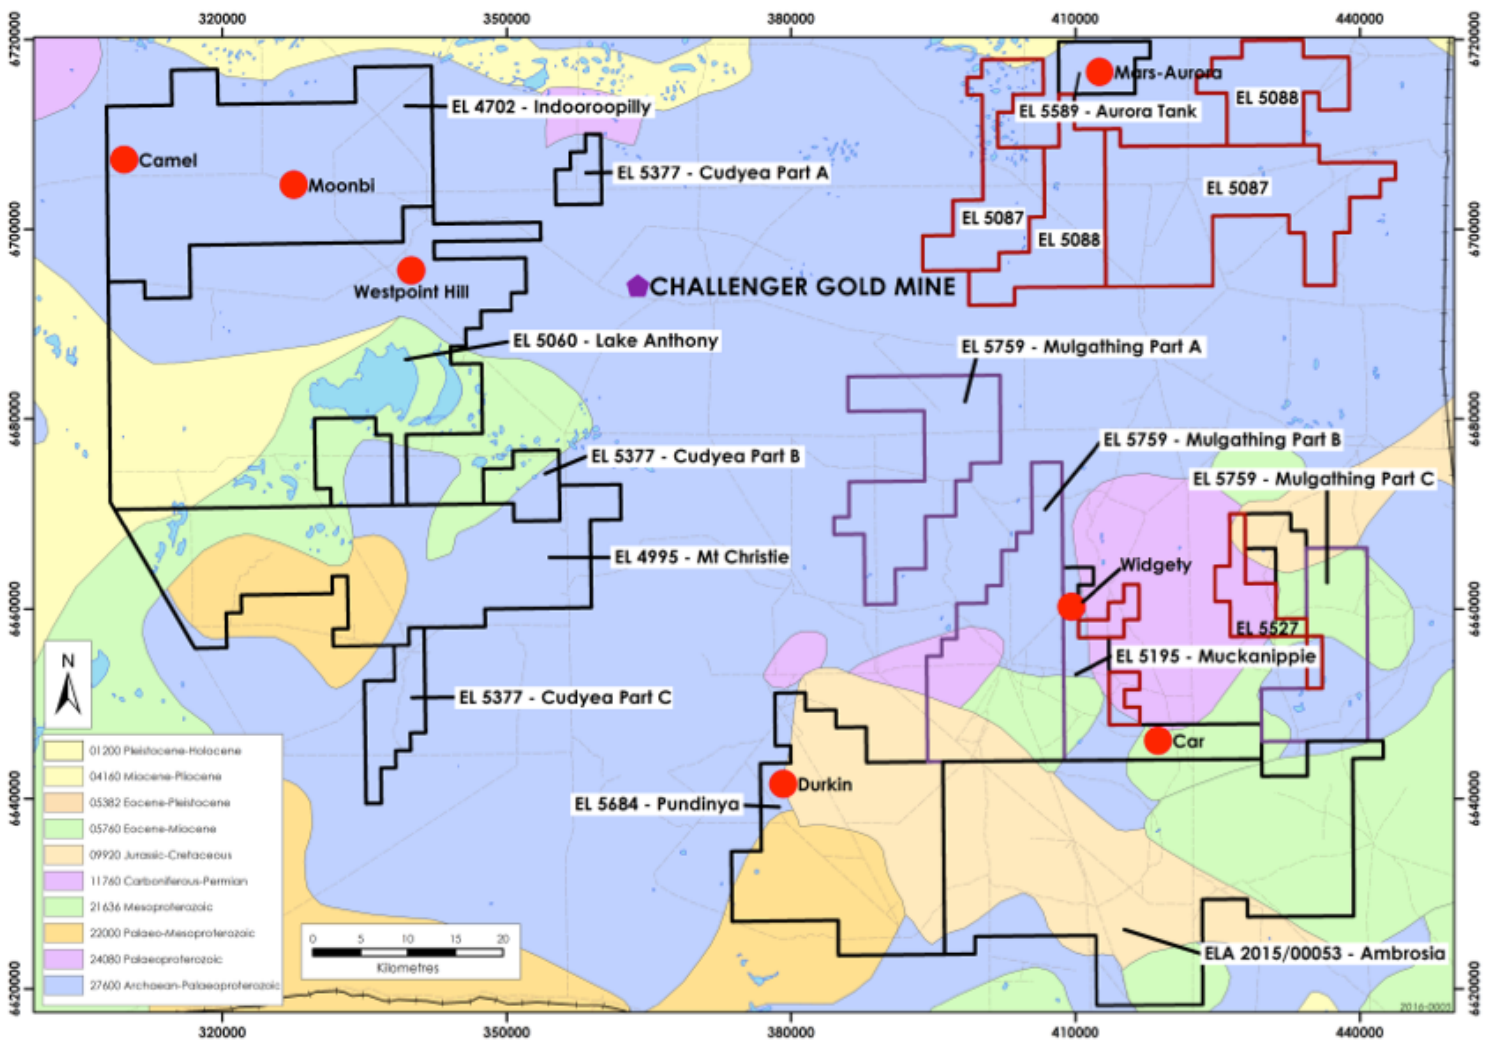 320000
350000
380000
410000
440000
6720000
6720000
Mars-Aurora
EL 5088
EL 4702 - Indooroopilly
EL 5589 - Aurora Tank
Camel
EL 5377 - Cudyea Part A
Moonbi
EL 5087
6700000
EL 5087
EL 5088
6700000
Westpoint Hill
CHALLENGER GOLD MINE
EL 5060 - Lake Anthony
EL 5759 - Mulgathing Part A
6680000
6680000
EL 5759 - Mulgathing Part B
EL 5377 - Cudyea Part B
EL 5759 - Mulgathing Part C
EL 4995 - Mt Christie
Widgety
6660000
6660000
EL 5527
N
EL 5195 - Muckanippie
EL 5377 - Cudyea Part C
Car
01200 Pleistocene-Holocene
04160 Miocene-Pliocene
Durkin
6640000
05382 Eocene-Pleistocene
EL 5684 - Pundinya
6640000
05760 Eocene-Miocene
09920 Jurassic-Cretaceous
11760 Carboniferous-Permian
21636 Mesoproterozoic
22000 Palaeo-Mesoproterozoic
0 5 10 15 20
24080 Palaeoproterozoic
Kilometres
ELA 2015/00053 - Ambrosia
27600 Archaean-Palaeoproterozoic
6620000
6620000
320000
350000
380000
410000
440000